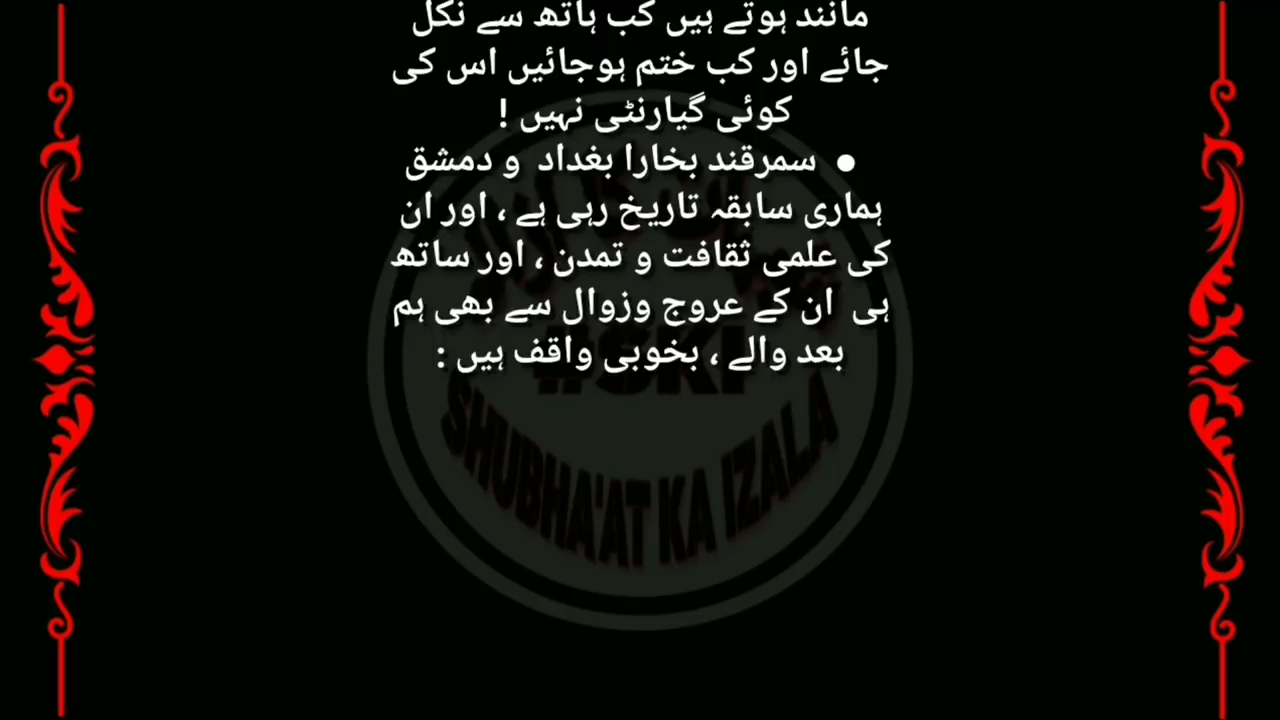 مانند ہوتے ہیں کب ہاتھ سے نکل
جائے اور کب ختم ہوجائیں اس کی
کوئی گیارنٹی نہیں !
• سمرقند بخارا بغداد و دمشق
ہماری سابقہ تاریخ رہی ہے ، اور ان
کی علمی ثقافت و تمدن ، اور ساتھ
ہی ان کے عروج وزوال سے بھی ہم
بعد والے ، بخوبی واقف ہیں :
#SKI
SHUBHA'AT KA IZALA